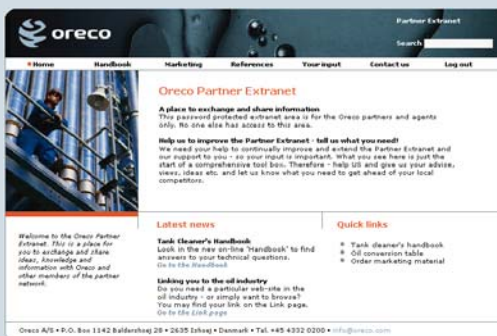 oreco
Partner Extranet
Search
Home Handbook Marketing References Your input Contact us Log out
Oreco Partner Extranet
A place to exchange and share information
This password protected extranet area is for the Oreco partners and agents
only. No one else has access to this area.
Help us to improve the Partner Extranet - tell us what you need!
We need your help to continually improve and extend the Partner Extranet and
our support to you - so your input is important. What you see here is just the
start of a comprehensive tool box. Therefore - help US and give us your advise,
views, ideas etc. and let us know what you need to get ahead of your local
competitors.
Welcome to the Oreco Partner
Extranet. This is a place for
you to exchange and share
ideas, knowledge and
information with Oreco and
other members of the partner
network.
Latest news
Tank Cleaner's Handbook
Look in the new on-line 'Handbook' to find
answers to your technical questions.
Go to the Handbook
Linking you to the oil industry
Do you need a particular web-site in the
oil industry - or simply want to browse?
You may find your link on the Link page.
Go to the Link page
Quick links
Tank cleaner's handbook
Oil conversion table
Order marketing material
Oreco A/S • P.O. Box 1142 Baldershoej 28 • 2635 Ishoej • Denmark • Tel. +45 4332 0200 • info@oreco.com